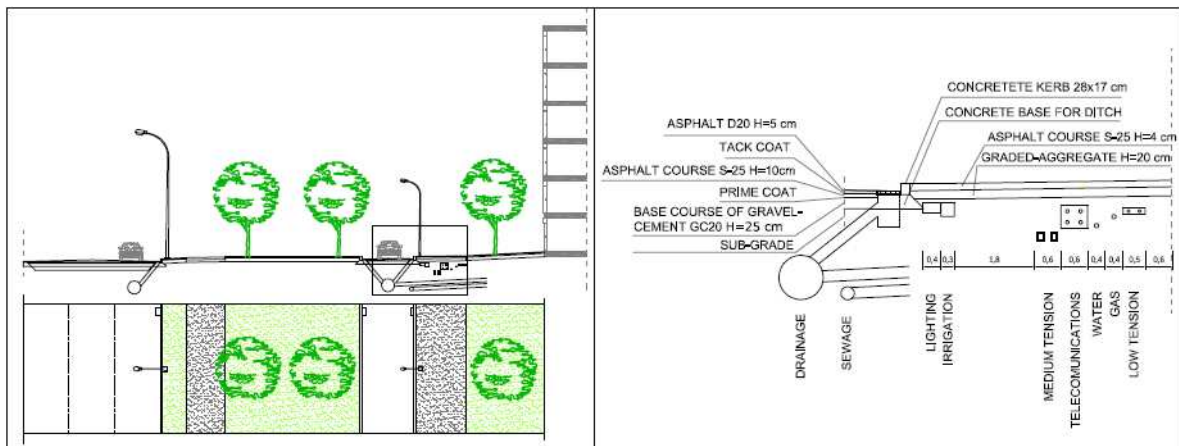 CONCRETETE KERB 28x17 cm
CONCRETE BASE FOR DITCH
ASPHALT D20 H=5 cm
ASPHALT COURSE S-25 H=4 cm
TACK COAT
GRADED-AGGREGATE H=20 cm
ASPHALT COURSE S-25 H=10cm
PRIME COAT
BASE COURSE OF GRAVEL-
CEMENT GC20 H=25 cm
SUB-GRADE
0,4 0,3 1,8 0,6 0,6 0,4 0,4 0,5 0,6
DRAINAGE
SEWAGE
LIGHTING
IRRIGATION
MEDIUM TENSION
TELECOMUNICATIONS
WATER
GAS
LOW TENSION